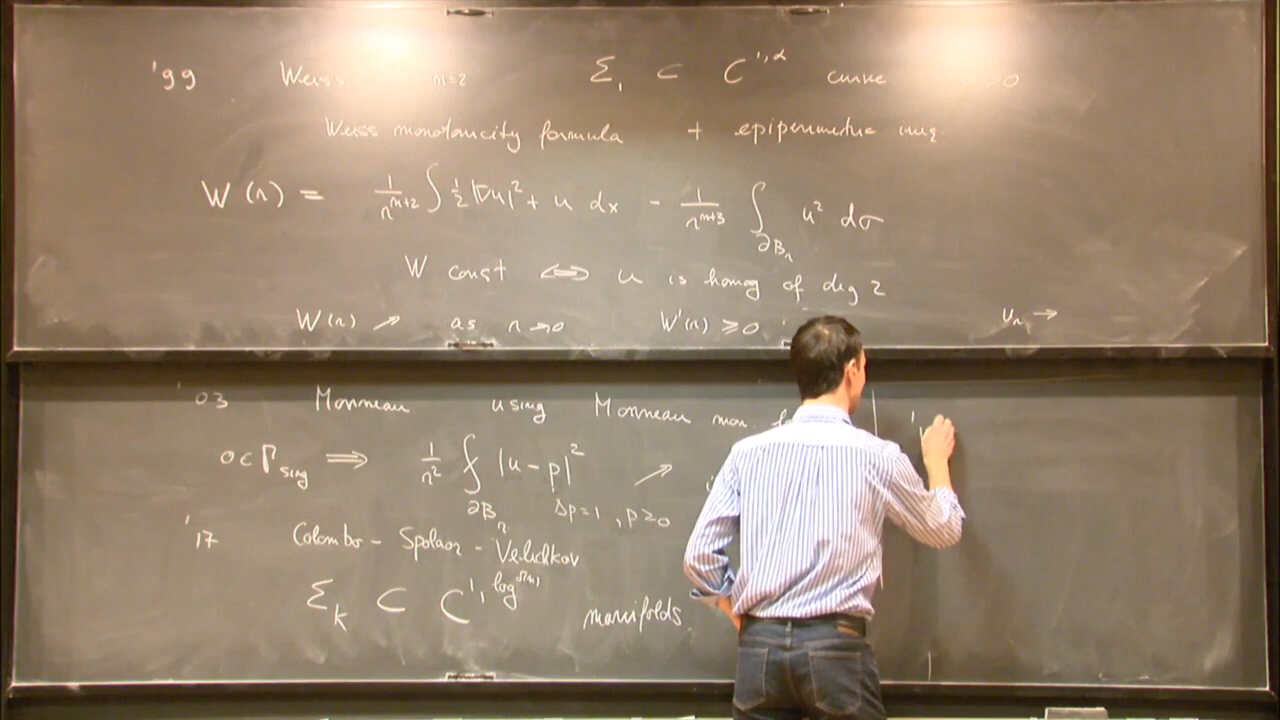 '99 Weiss n=2 Σ₁ ⊂ C^{1,α} curve >0
Weiss monotonicity formula + epiperimetric ineq.
W(r) = 1/r^{n+2} ∫ ½|∇u|² + u dx - 1/r^{n+3} ∫_{∂B_r} u² dσ
W const ⟺ u is homog of deg 2
W(r) ↗ as r→0 W'(r) ⩾ 0 u_r →
'03 Monneau using Monneau mon.
0 ∈ Γ_sing ⟹ 1/r² ⨍_{∂B_r} |u-p|² ↗
Δp=1, p⩾0
'17 Colombo - Spolaor - Velichkov
Σ_k ⊂ C^{1, log} manifolds.
'1